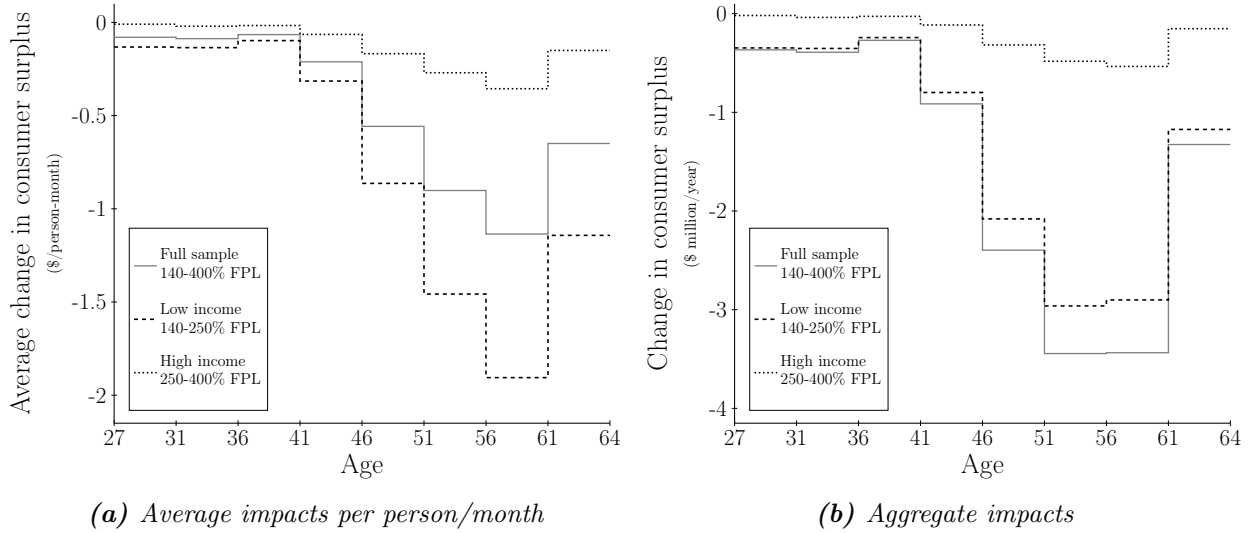 Average change in consumer surplus
($/person-month)
-0
-0.5
-1
-1.5
-2
Full sample
140-400% FPL
Low income
140-250% FPL
High income
250-400% FPL
27 31 36 41 46 51 56 61 64
Age
(a) Average impacts per person/month
Change in consumer surplus
($ million/year)
-0
-1
-2
-3
-4
Full sample
140-400% FPL
Low income
140-250% FPL
High income
250-400% FPL
27 31 36 41 46 51 56 61 64
Age
(b) Aggregate impacts